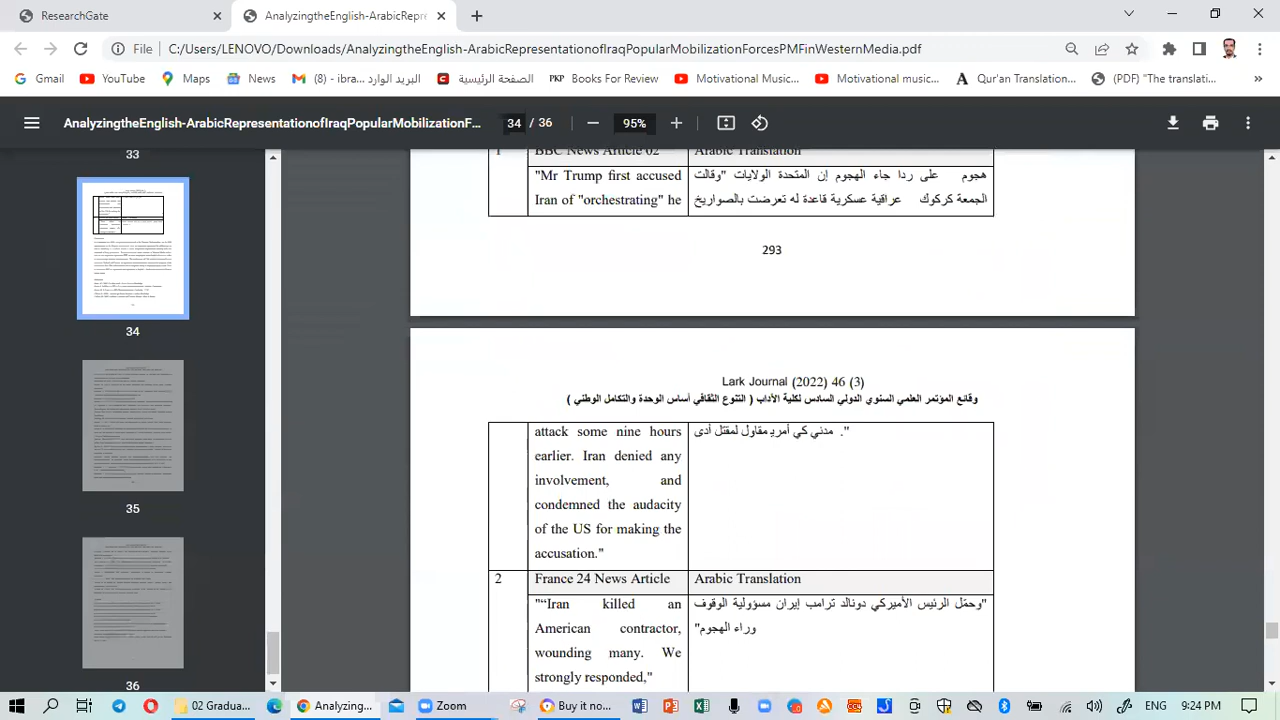 ResearchGate
AnalyzingtheEnglish-ArabicRepr
File
C:/Users/LENOVO/Downloads/AnalyzingtheEnglish-ArabicRepresentationofIraqPopularMobilizationForcesPMFinWesternMedia.pdf
Gmail YouTube Maps News البريد الوارد (8) - ibra... الصفحة الرئيسية Books For Review Motivational Music... Motivational music... Qur'an Translation... (PDF) "The translati...
AnalyzingtheEnglish-ArabicRepresentationofIraqPopularMobilizationF... 34 / 36 95%
33
34
35
36
1 BBC News Article 02 Arabic Translation
"Mr Trump first accused هجوم على ردا جاء الهجوم إن المتحدة الولايات "وقالت
Iran of "orchestrating" he الجمعة كركوك عراقية عسكرية قاعدة له تعرضت بالصواريخ
293
Lark Journal (2022) 46 (3)
وقائع المؤتمر العلمي السنوي الدولي السادس لكلية الآداب ( التنوع الثقافي أساس الوحدة والتكامل
attack some nine hours مدني مقاول لمقتل أدى "
earlier. Iran denied any
involvement, and
condemned the audacity
of the US for making the
accusation."
2 France 24 News Article Arabic Translation
"“Iran killed an "وحمّل الرئيس الأميركي دونالد ترامب إيران مسؤولية الوقوف
American contractor, وراء الهجوم"
wounding many. We
strongly responded,"
02 Gradua... Analyzing... Zoom Buy it no... ENG 9:24 PM